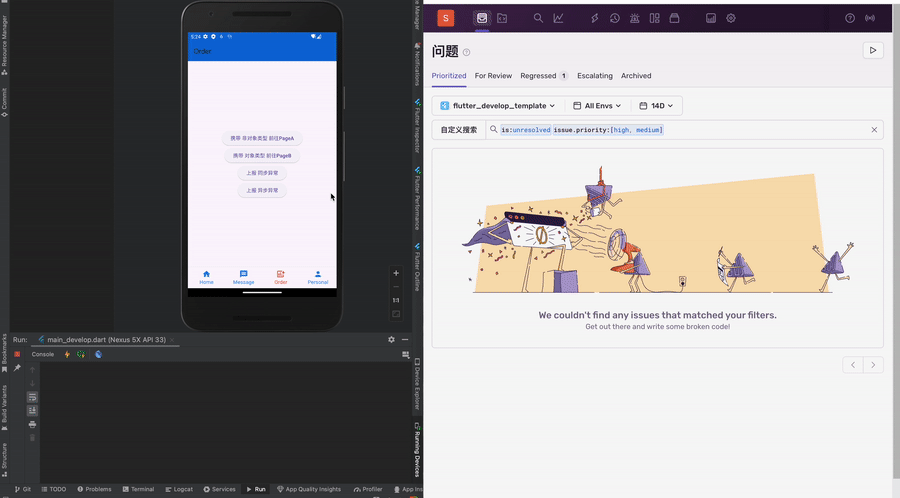 Resource Manager
Commit
Bookmarks
Build Variants
Structure
5:24
Order
携带 非对象类型 前往PageA
携带 对象类型 前往PageB
上报 同步异常
上报 异步异常
Home
Message
Order
Personal
1:1
Manager
Notifications
Flutter Inspector
Flutter Performance
Flutter Outline
Device Explorer
Running Devices
Run:
main_develop.dart (Nexus 5X API 33)
Console
Git
TODO
Problems
Terminal
Logcat
Services
Run
App Quality Insights
Profiler
App Ins
S
问题
Prioritized
For Review
Regressed 1
Escalating
Archived
flutter_develop_template
All Envs
14D
自定义搜索
is:unresolved issue.priority:[high, medium]
We couldn't find any issues that matched your filters.
Get out there and write some broken code!